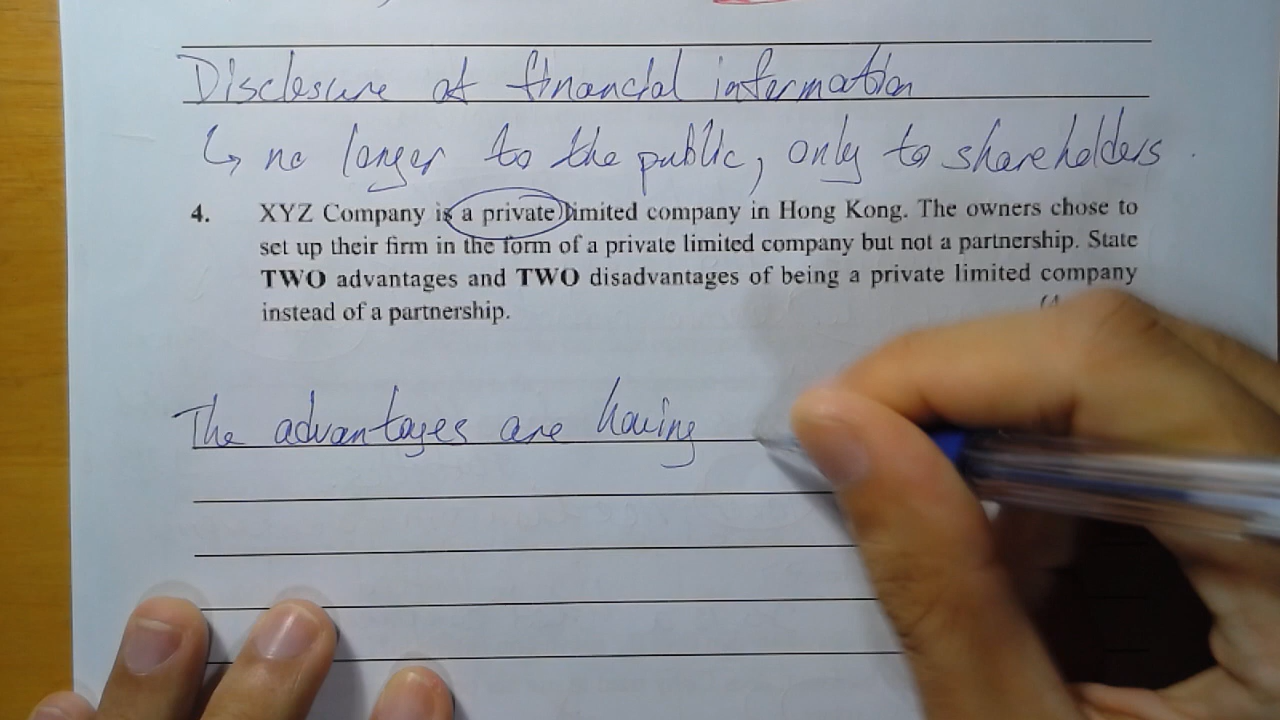 Disclosure of financial information
↳ no longer to the public, only to shareholders.
4. XYZ Company is a private limited company in Hong Kong. The owners chose to
set up their firm in the form of a private limited company but not a partnership. State
TWO advantages and TWO disadvantages of being a private limited company
instead of a partnership.
The advantages are having